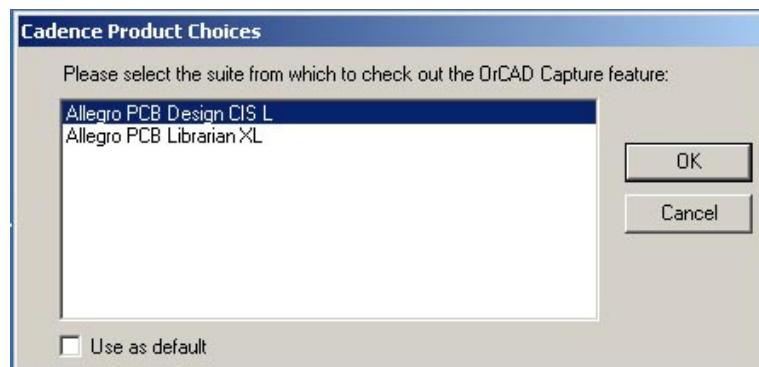 Cadence Product Choices
Please select the suite from which to check out the OrCAD Capture feature:
Allegro PCB Design CIS L
Allegro PCB Librarian XL
OK
Cancel
Use as default